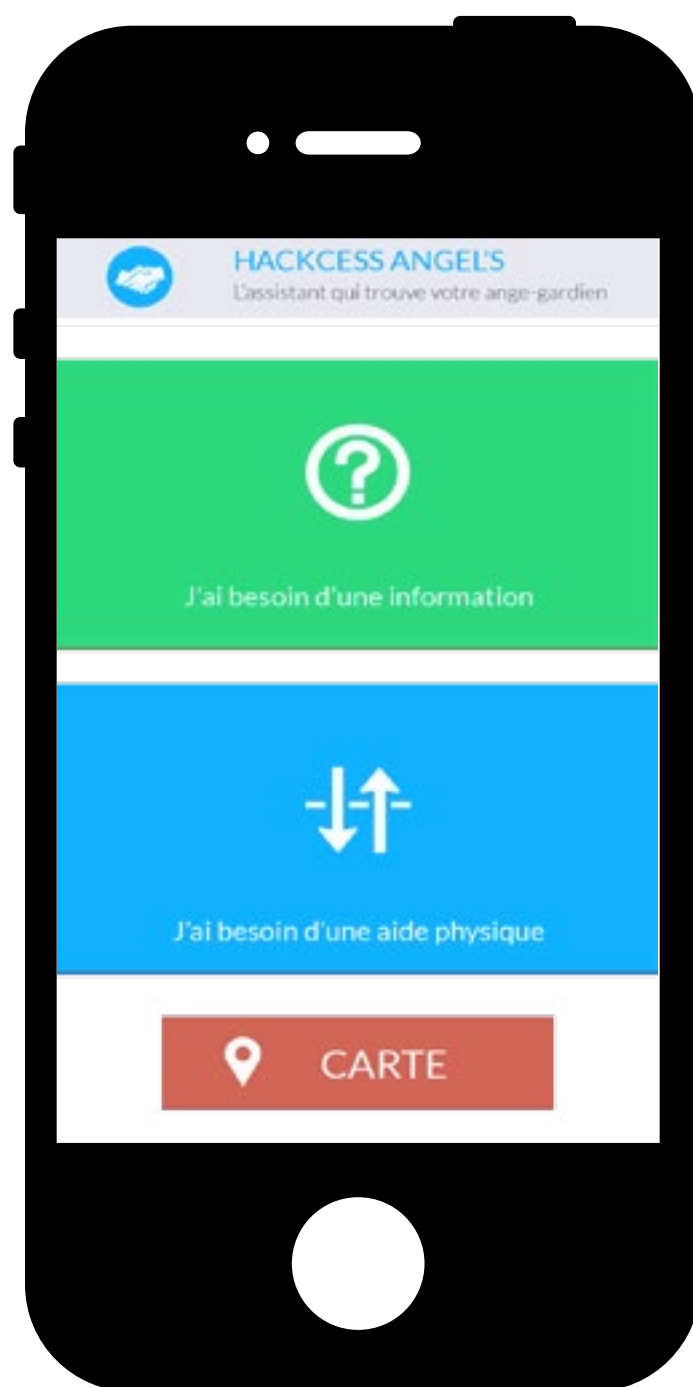 HACKCESS ANGEL'S
L'assistant qui trouve votre ange-gardien
J'ai besoin d'une information
J'ai besoin d'une aide physique
CARTE